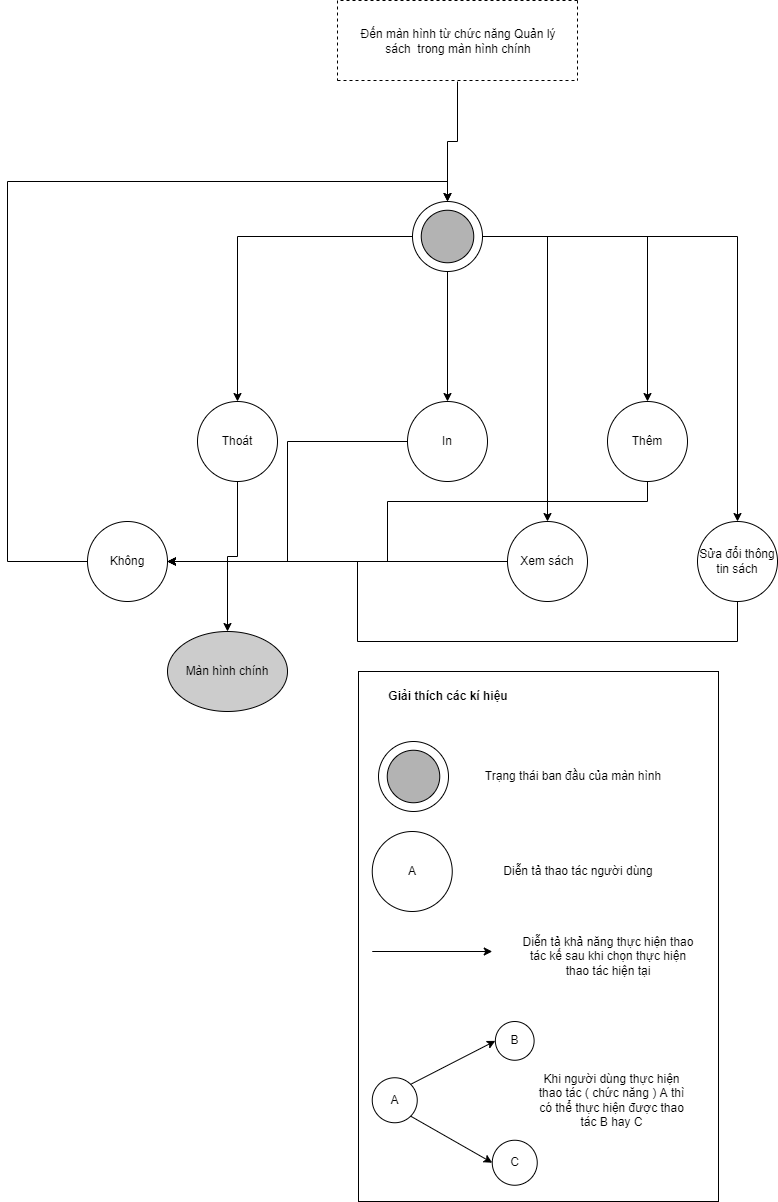 Đến màn hình từ chức năng Quản lý
sách trong màn hình chính
Thoát
In
Thêm
Không
Xem sách
Sửa đổi thông
tin sách
Màn hình chính
Giải thích các kí hiệu
Trạng thái ban đầu của màn hình
A
Diễn tả thao tác người dùng
Diễn tả khả năng thực hiện thao
tác kế sau khi chọn thực hiện
thao tác hiện tại
B
A
Khi người dùng thực hiện
thao tác ( chức năng ) A thì
có thể thực hiện được thao
tác B hay C
C